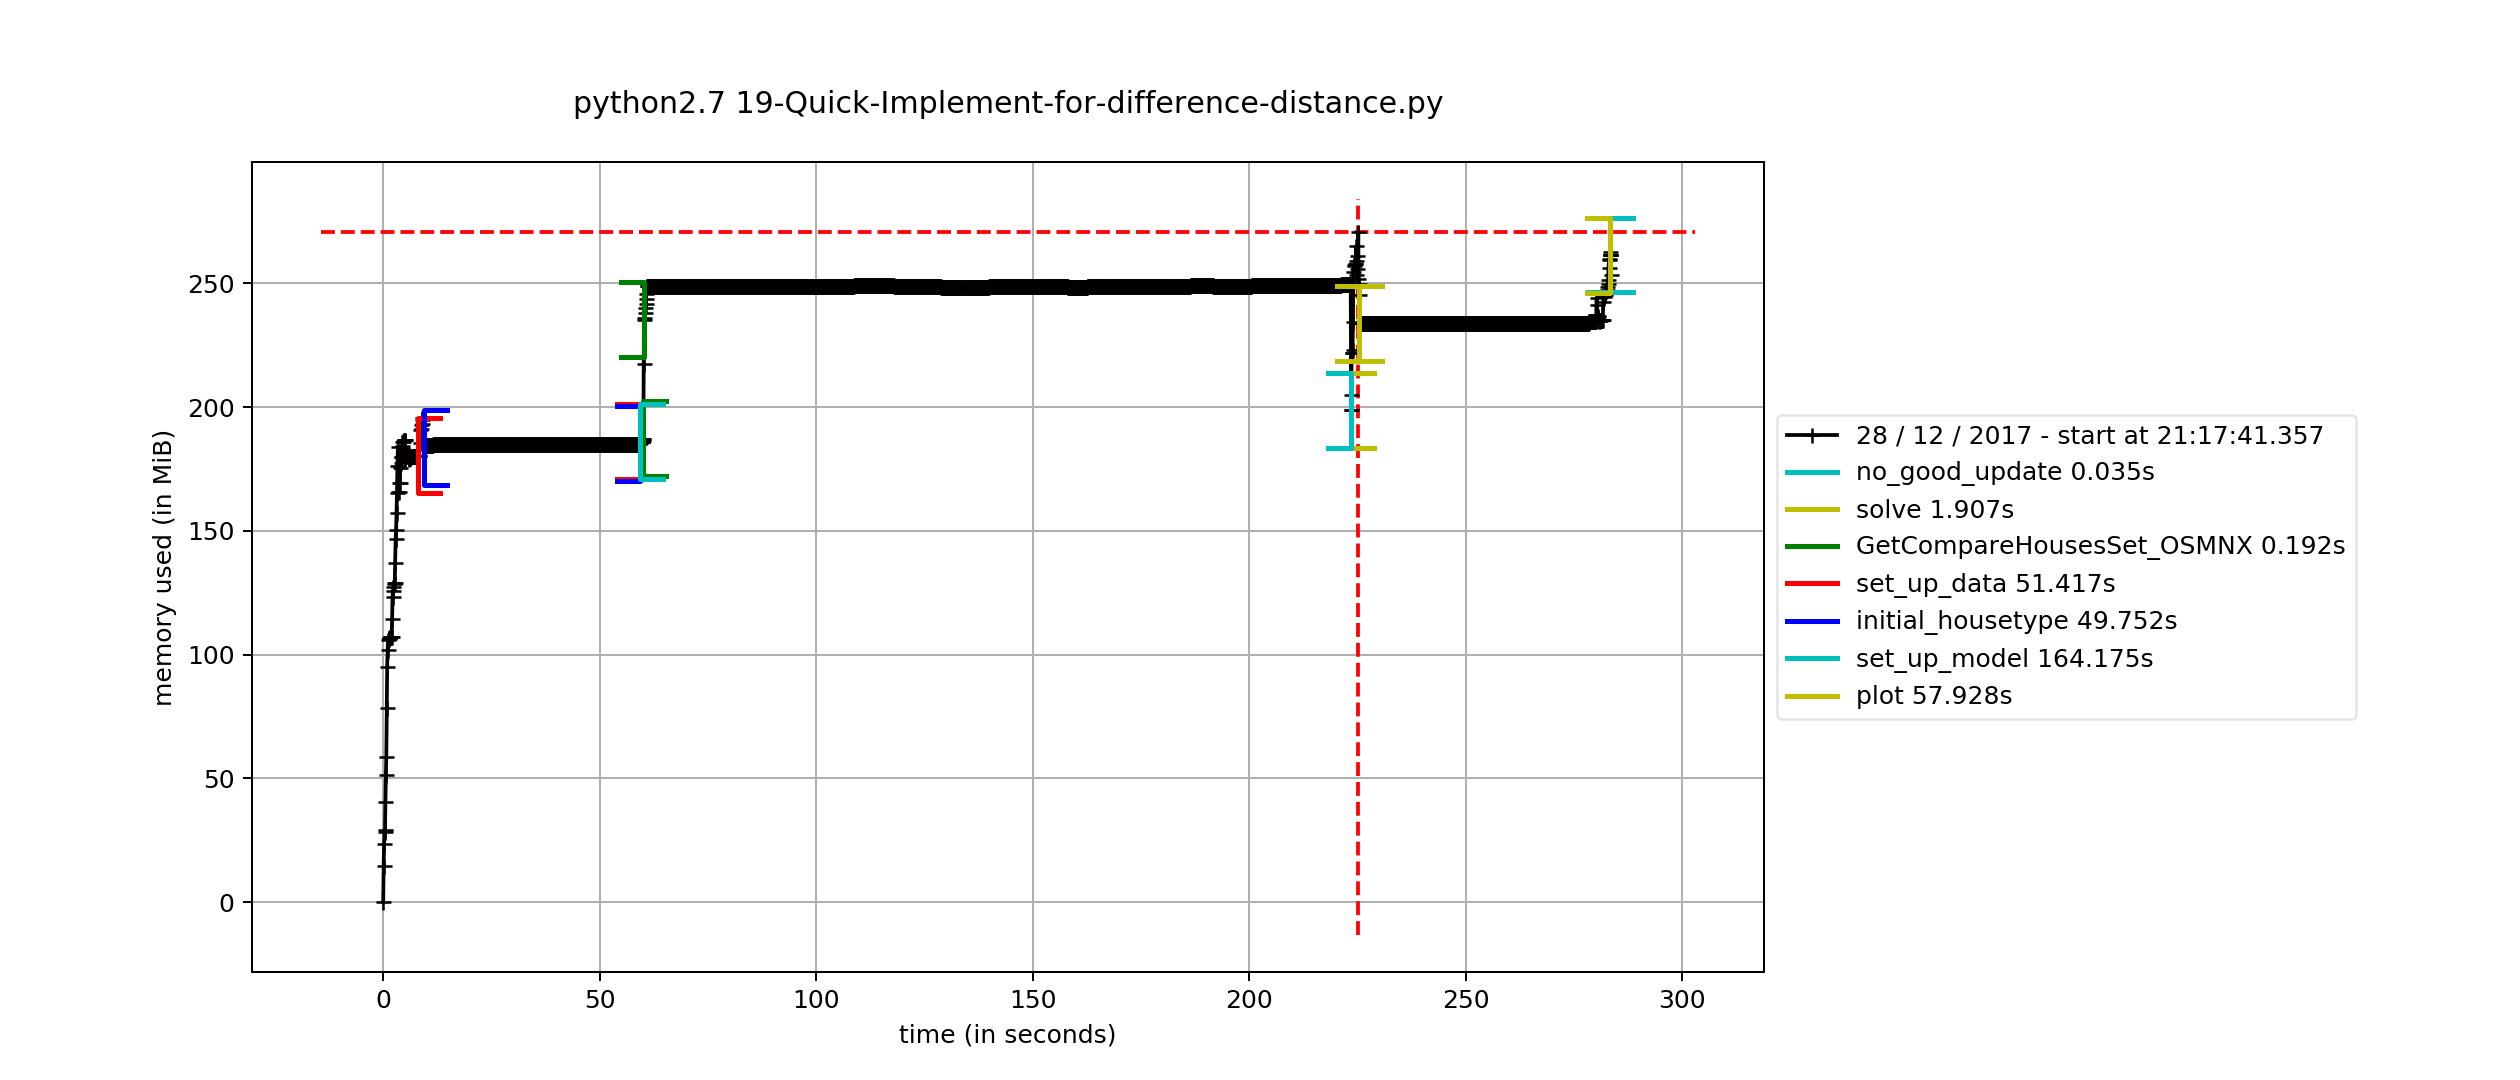 python2.7 19-Quick-Implement-for-difference-distance.py
memory used (in MiB)
250
200
150
100
50
0
0 50 100 150 200 250 300
time (in seconds)
28 / 12 / 2017 - start at 21:17:41.357
no_good_update 0.035s
solve 1.907s
GetCompareHousesSet_OSMNX 0.192s
set_up_data 51.417s
initial_housetype 49.752s
set_up_model 164.175s
plot 57.928s